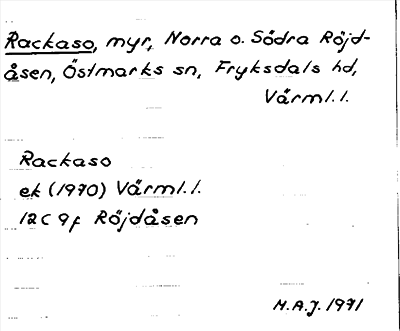 Rackaso, myr, Norra o. Södra Röjd-
åsen, Östmarks sn, Fryksdals hd,
Värml. l.
Rackaso
ek (1970) Värml. l.
12C 9f Röjdåsen
H.A.J. 1971